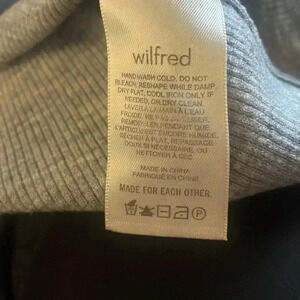 wilfred
HAND WASH COLD. DO NOT
BLEACH. RESHAPE WHILE DAMP.
DRY FLAT. COOL IRON ONLY IF
NEEDED, OR DRY CLEAN.
LAVER À LA MAIN À L'EAU
FROIDE. NE PAS JAVELLISER.
REMODELER PENDANT QUE
L'ARTICLE EST ENCORE HUMIDE.
SÉCHER À PLAT, REPASSAGE
DOUX SI NÉCESSAIRE, OU
NETTOYER À SEC
MADE IN CHINA
FABRIQUÉ EN CHINE
MADE FOR EACH OTHER.
P